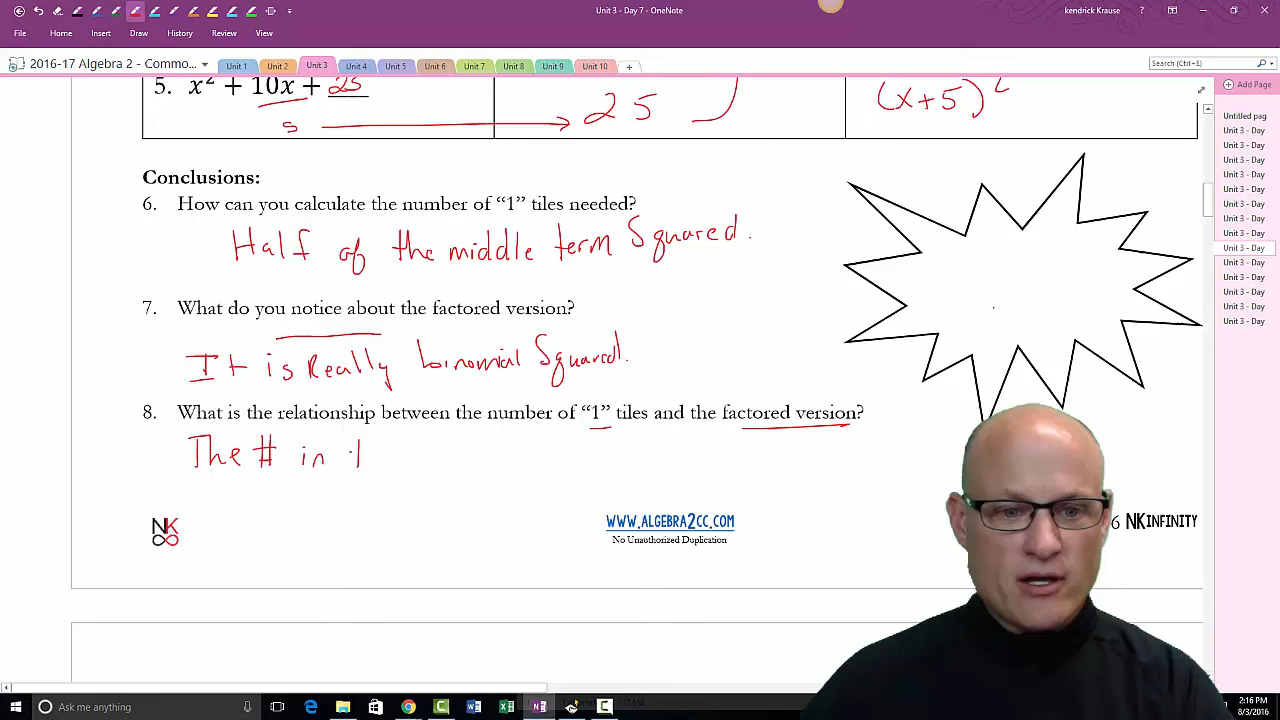 Unit 3 - Day 7 - OneNote
kendrick Krause
File Home Insert Draw History Review View
2016-17 Algebra 2 - Commo...
Unit 1 Unit 2 Unit 3 Unit 4 Unit 5 Unit 6 Unit 7 Unit 8 Unit 9 Unit 10
Search (Ctrl+E)
Add Page
Untitled pag
Unit 3 - Day
Unit 3 - Day
Unit 3 - Day
Unit 3 - Day
Unit 3 - Day
Unit 3 - Day
Unit 3 - Day
Unit 3 - Day
Unit 3 - Day
Unit 3 - Day
Unit 3 - Day
Unit 3 - Day
Unit 3 - Day
Unit 3 - Day
5. x² + 10x + 25
5
25
(x+5)²
Conclusions:
6. How can you calculate the number of “1” tiles needed?
Half of the middle term Squared.
7. What do you notice about the factored version?
It is Really binomial Squared.
8. What is the relationship between the number of “1” tiles and the factored version?
The # in
NK
WWW.ALGEBRA2CC.COM
No Unauthorized Duplication
6 NKINFINITY
Ask me anything
2:16 PM
8/3/2016